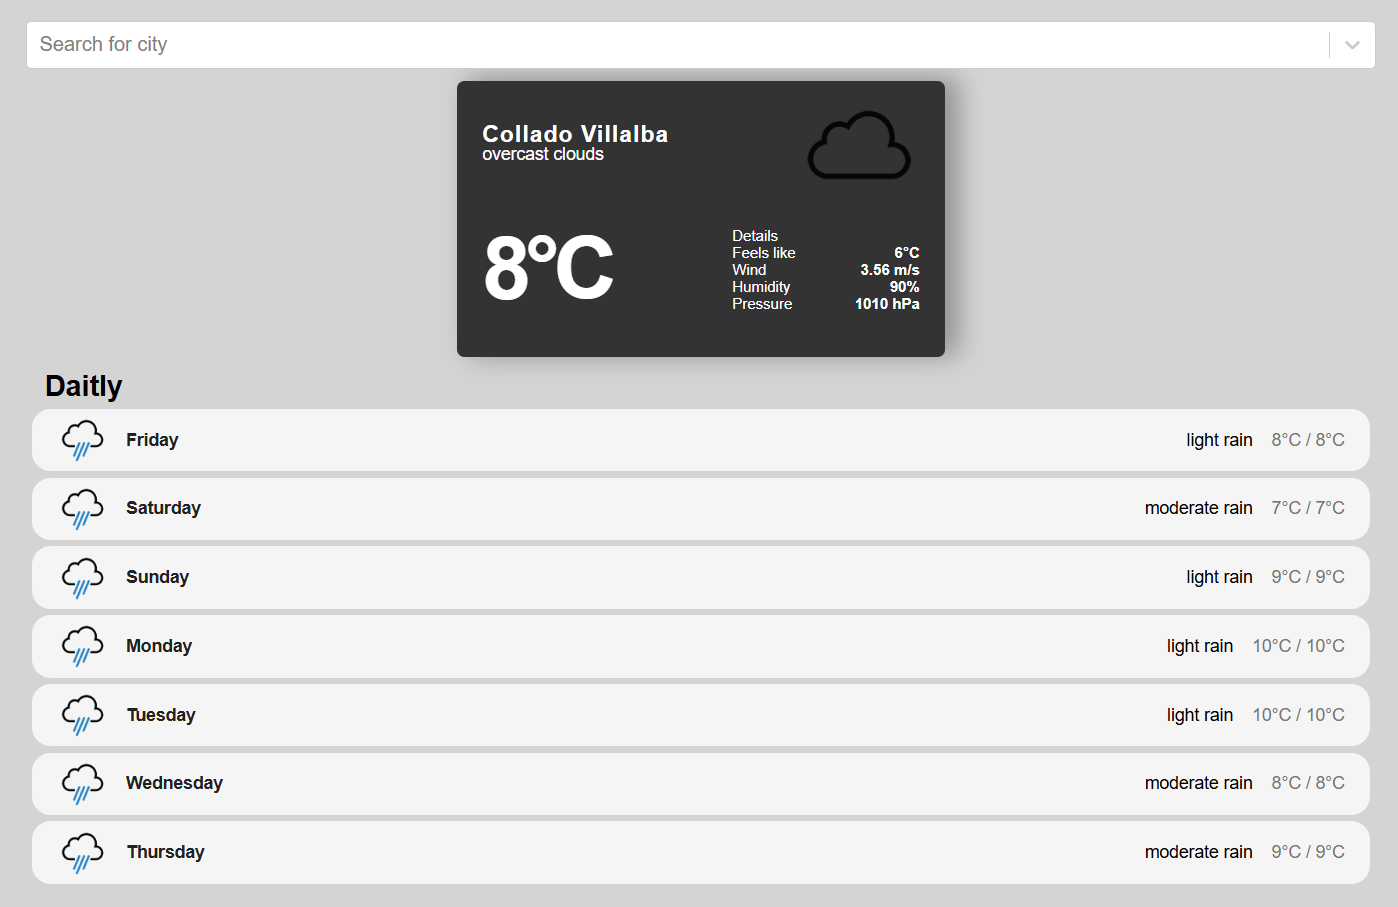 Search for city
Collado Villalba
overcast clouds
8°C
Details
Feels like 6°C
Wind 3.56 m/s
Humidity 90%
Pressure 1010 hPa
Daitly
Friday light rain 8°C / 8°C
Saturday moderate rain 7°C / 7°C
Sunday light rain 9°C / 9°C
Monday light rain 10°C / 10°C
Tuesday light rain 10°C / 10°C
Wednesday moderate rain 8°C / 8°C
Thursday moderate rain 9°C / 9°C